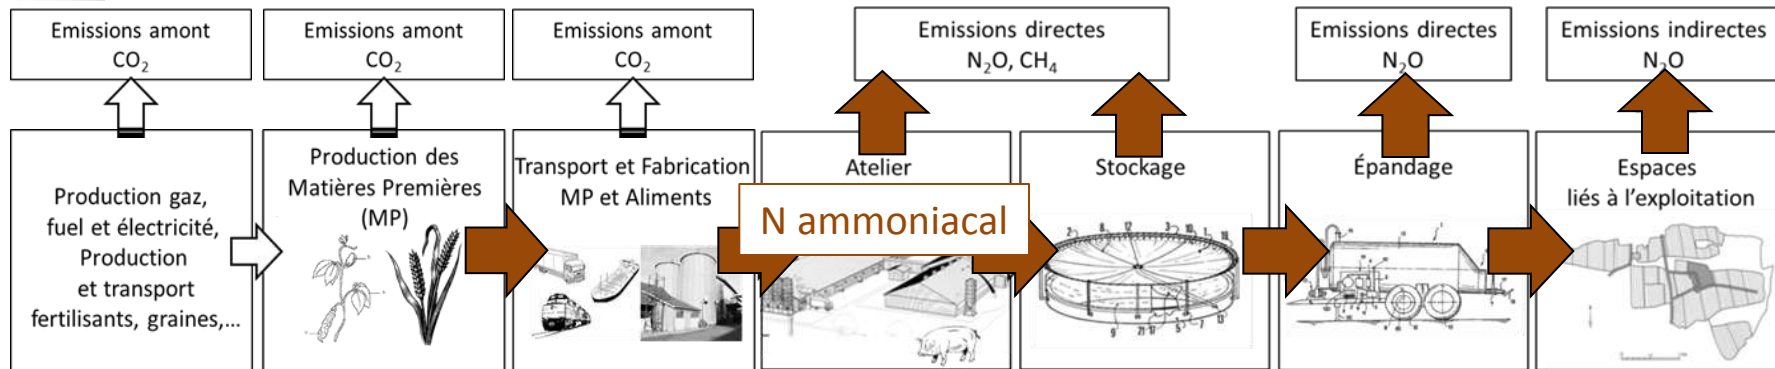 Emissions amont
CO₂
Emissions amont
CO₂
Emissions amont
CO₂
Emissions directes
N₂O, CH₄
Emissions directes
N₂O
Emissions indirectes
N₂O
Production gaz,
fuel et électricité,
Production
et transport
fertilisants, graines,...
Production des
Matières Premières
(MP)
Transport et Fabrication
MP et Aliments
Atelier
N ammoniacal
Stockage
Épandage
Espaces
liés à l'exploitation